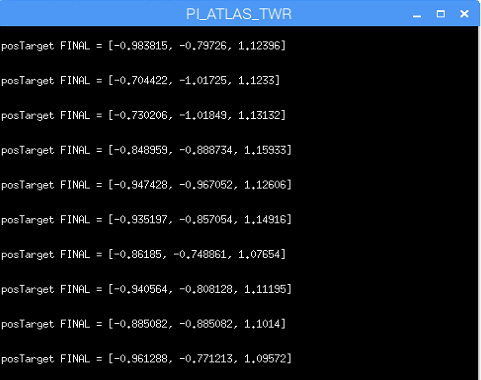 PI_ATLAS_TWR
posTarget FINAL = [-0.983815, -0.79726, 1.12396]
posTarget FINAL = [-0.704422, -1.01725, 1.1233]
posTarget FINAL = [-0.730206, -1.01849, 1.13132]
posTarget FINAL = [-0.848959, -0.888734, 1.15933]
posTarget FINAL = [-0.947428, -0.967052, 1.12606]
posTarget FINAL = [-0.935197, -0.857054, 1.14916]
posTarget FINAL = [-0.86185, -0.748861, 1.07654]
posTarget FINAL = [-0.940564, -0.808128, 1.11195]
posTarget FINAL = [-0.885082, -0.885082, 1.1014]
posTarget FINAL = [-0.961288, -0.771213, 1.09572]